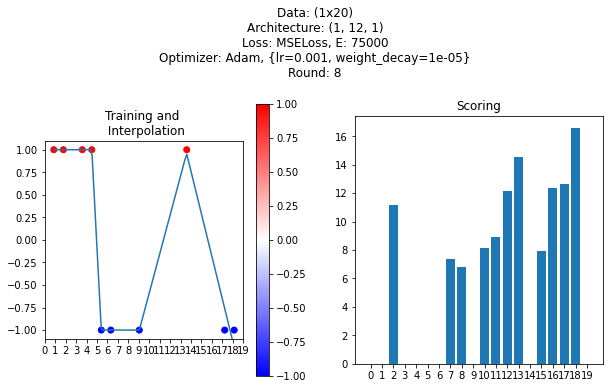 Data: (1x20)
Architecture: (1, 12, 1)
Loss: MSELoss, E: 75000
Optimizer: Adam, {lr=0.001, weight_decay=1e-05}
Round: 8
Training and
Interpolation
1.00
0.75
0.50
0.25
0.00
−0.25
−0.50
−0.75
−1.00
0 1 2 3 4 5 6 7 8 9 10 11 12 13 14 15 16 17 18 19
1.00
0.75
0.50
0.25
0.00
−0.25
−0.50
−0.75
−1.00
Scoring
16
14
12
10
8
6
4
2
0
0 1 2 3 4 5 6 7 8 9 10 11 12 13 14 15 16 17 18 19